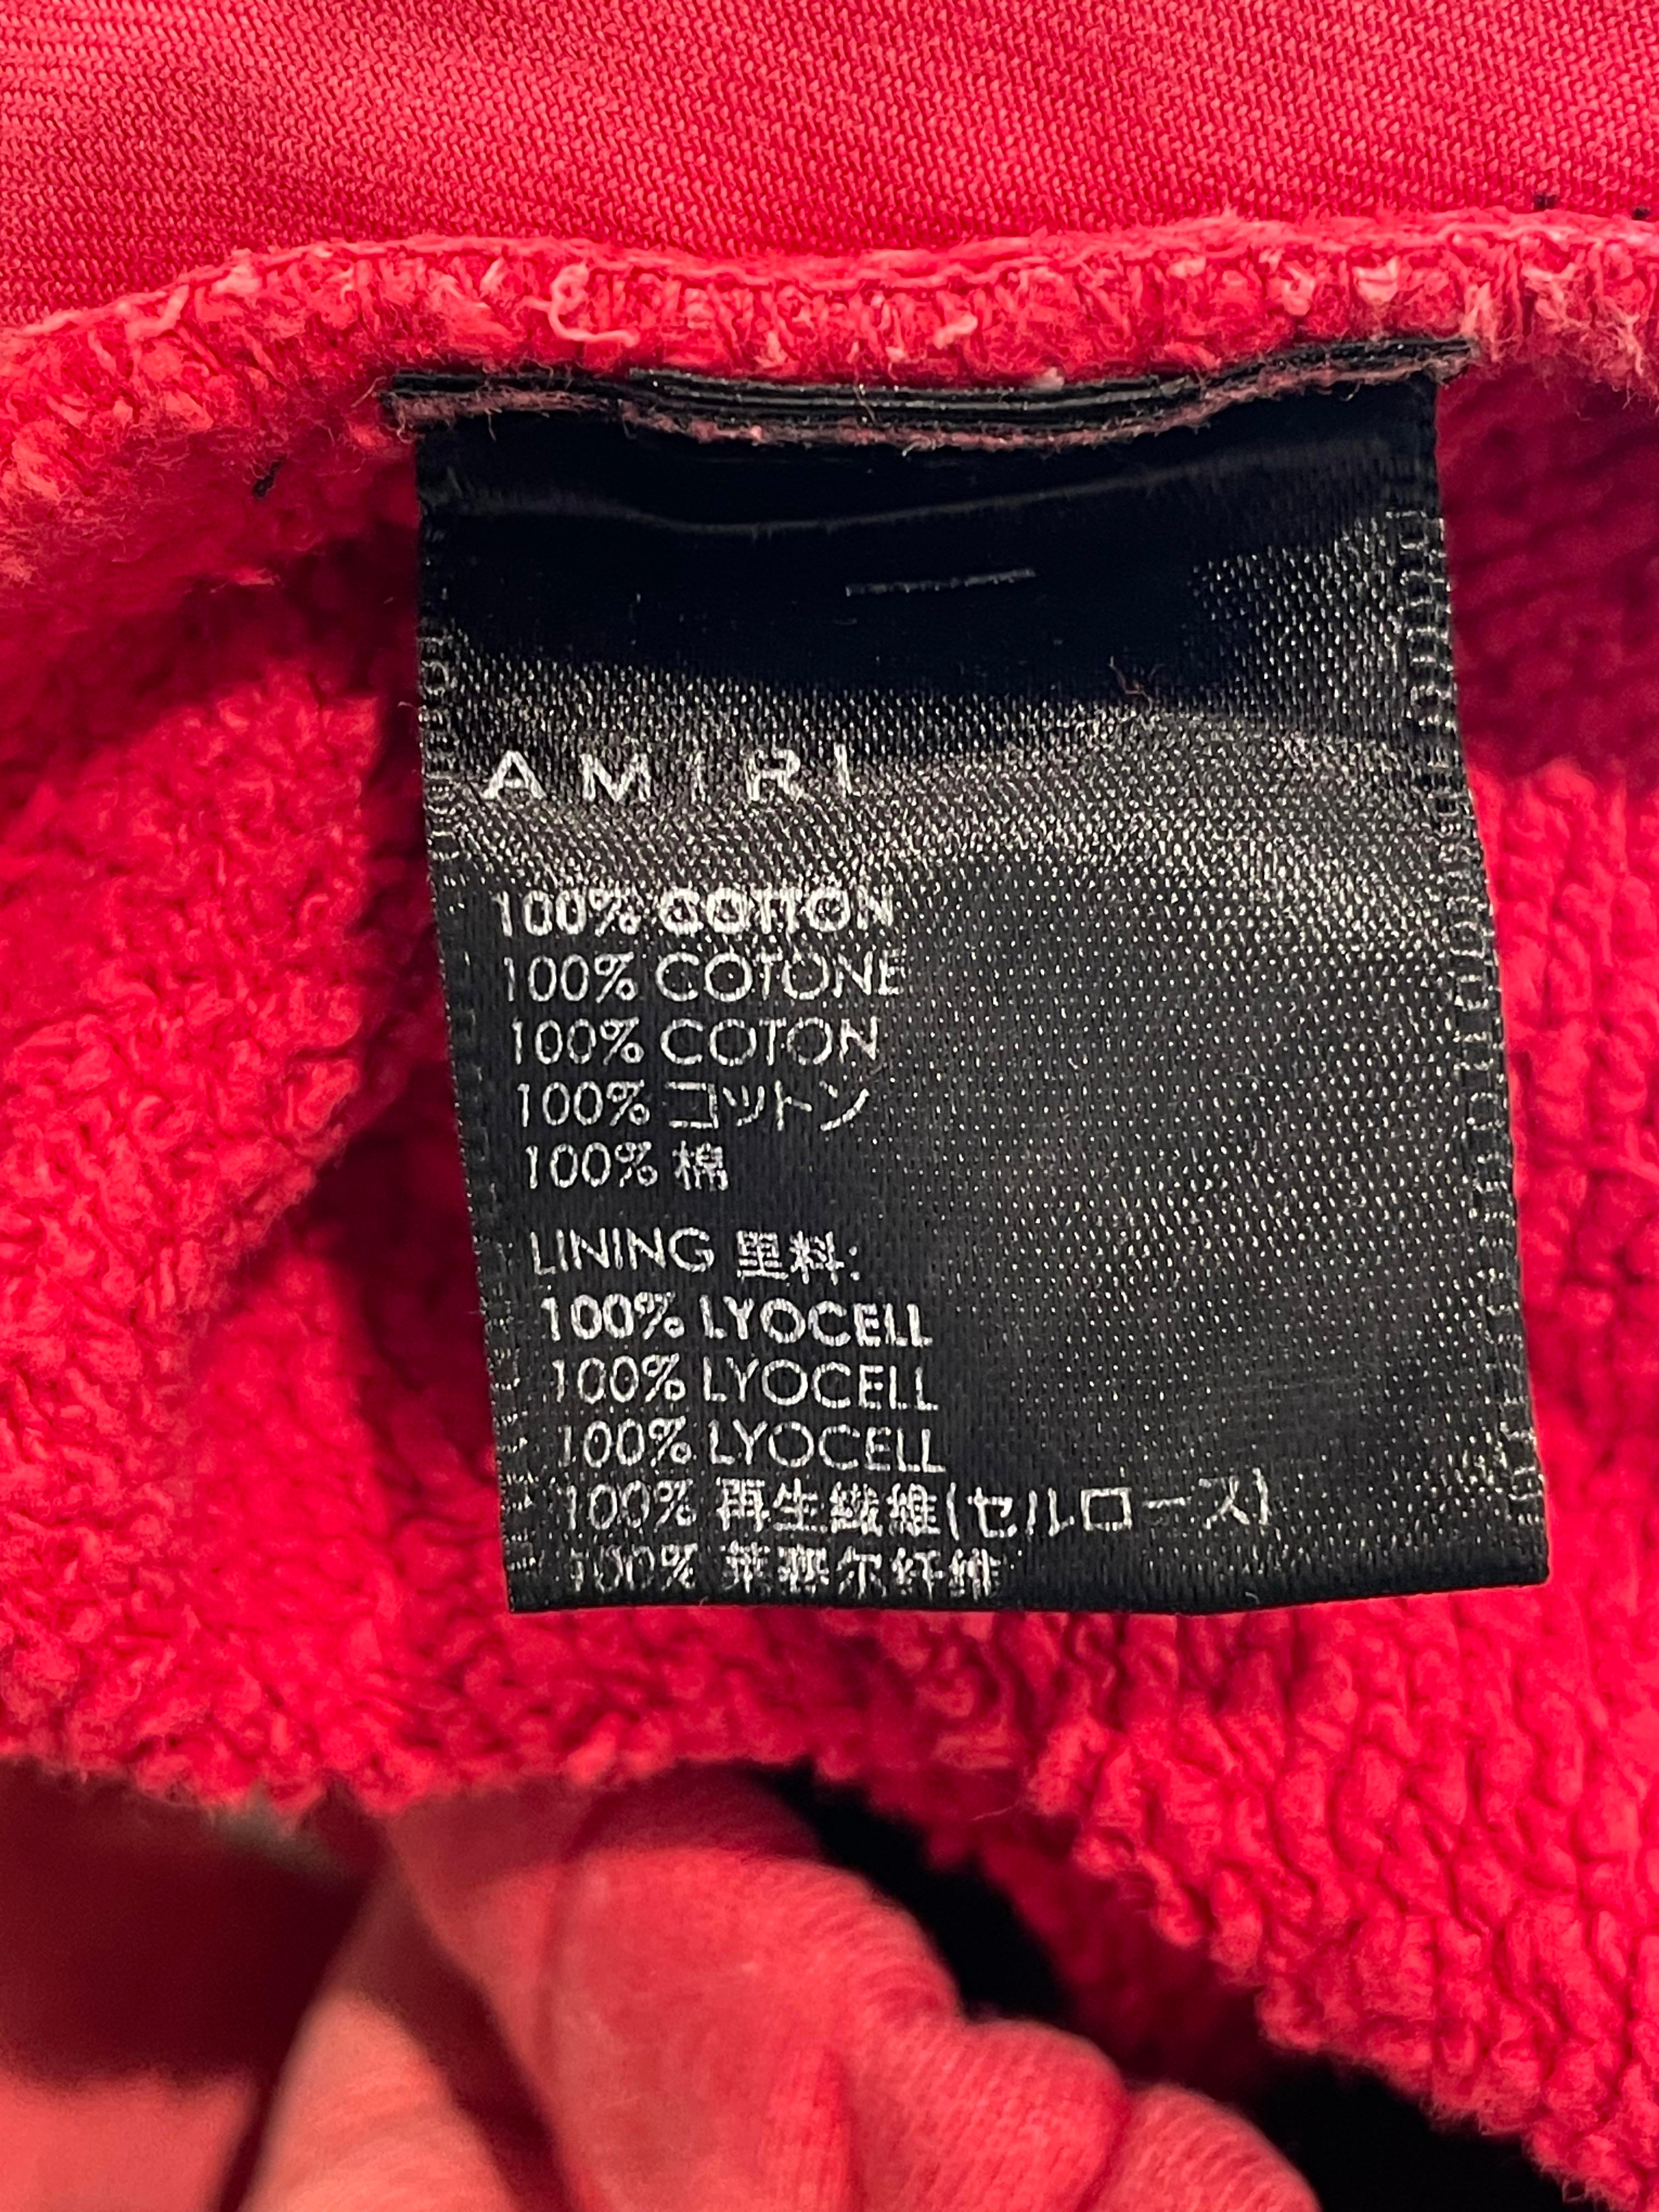 AMIRI
100% COTTON
100% COTONE
100% COTON
100% コットン
100% 棉
LINING 里料:
100% LYOCELL
100% LYOCELL
100% LYOCELL
100% 再生繊維(セルロース)
100% 莱赛尔纤维